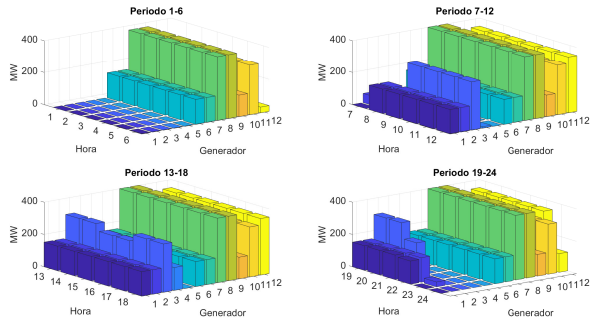 Periodo 1-6
400
200
0
MW
1 2 3 4 5 6
Hora
1 2 3 4 5 6 7 8 9 10 11 12
Generador
Periodo 7-12
400
200
0
MW
7 8 9 10 11 12
Hora
1 2 3 4 5 6 7 8 9 10 11 12
Generador
Periodo 13-18
400
200
0
MW
13 14 15 16 17 18
Hora
1 2 3 4 5 6 7 8 9 10 11 12
Generador
Periodo 19-24
400
200
0
MW
19 20 21 22 23 24
Hora
1 2 3 4 5 6 7 8 9 10 11 12
Generador